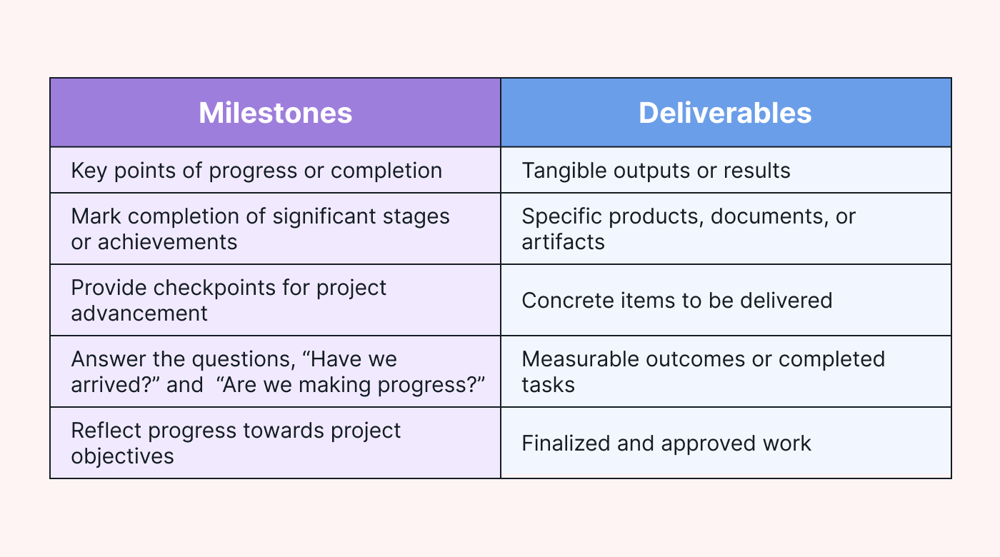 Milestones
Deliverables
Key points of progress or completion
Tangible outputs or results
Mark completion of significant stages
or achievements
Specific products, documents, or
artifacts
Provide checkpoints for project
advancement
Concrete items to be delivered
Answer the questions, “Have we
arrived?” and  “Are we making progress?”
Measurable outcomes or completed
tasks
Reflect progress towards project
objectives
Finalized and approved work